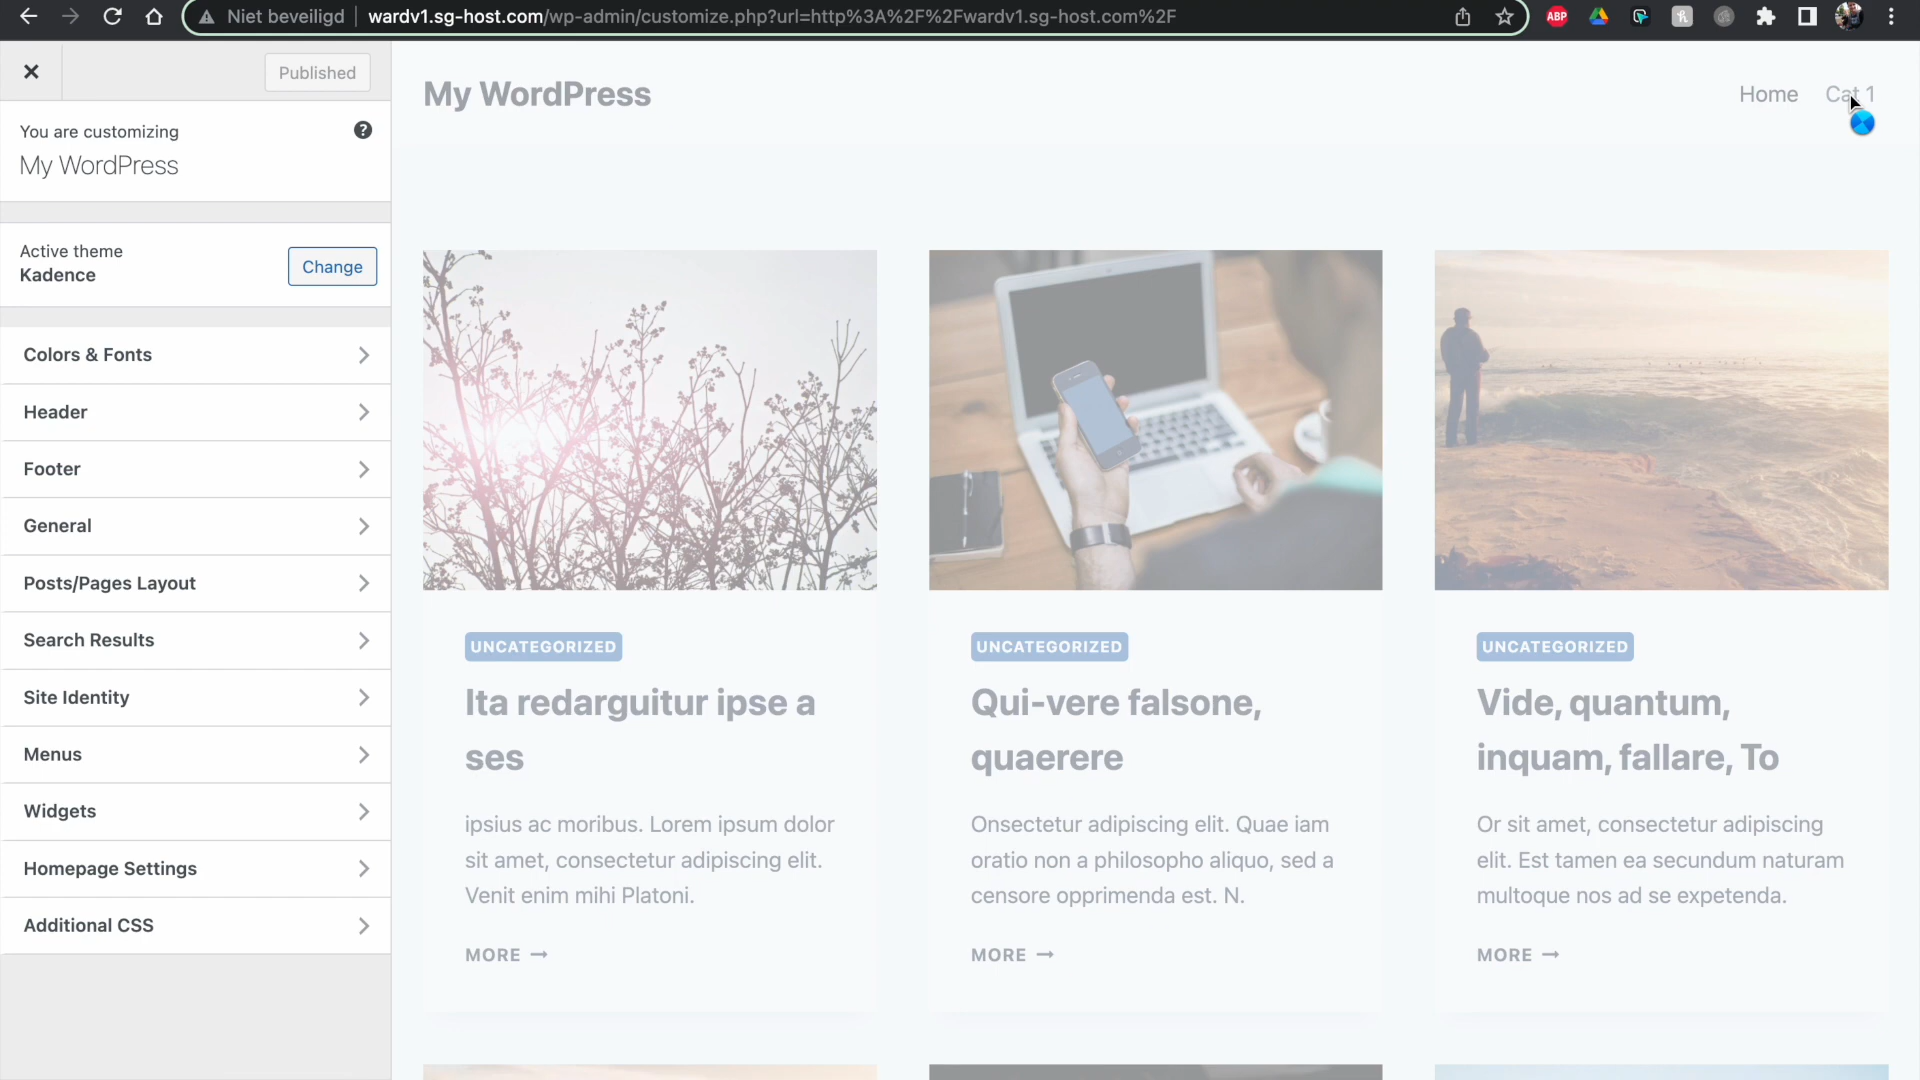 Niet beveiligd
wardv1.sg-host.com/wp-admin/customize.php?url=http%3A%2F%2Fwardv1.sg-host.com%2F
ABP
Published
You are customizing
My WordPress
Active theme
Kadence
Change
Colors & Fonts
Header
Footer
General
Posts/Pages Layout
Search Results
Site Identity
Menus
Widgets
Homepage Settings
Additional CSS
My WordPress
Home
Cat 1
UNCATEGORIZED
Ita redarguitur ipse a
ses
ipsius ac moribus. Lorem ipsum dolor
sit amet, consectetur adipiscing elit.
Venit enim mihi Platoni.
MORE
UNCATEGORIZED
Qui-vere falsone,
quaerere
Onsectetur adipiscing elit. Quae iam
oratio non a philosopho aliquo, sed a
censore opprimenda est. N.
MORE
UNCATEGORIZED
Vide, quantum,
inquam, fallare, To
Or sit amet, consectetur adipiscing
elit. Est tamen ea secundum naturam
multoque nos ad se expetenda.
MORE